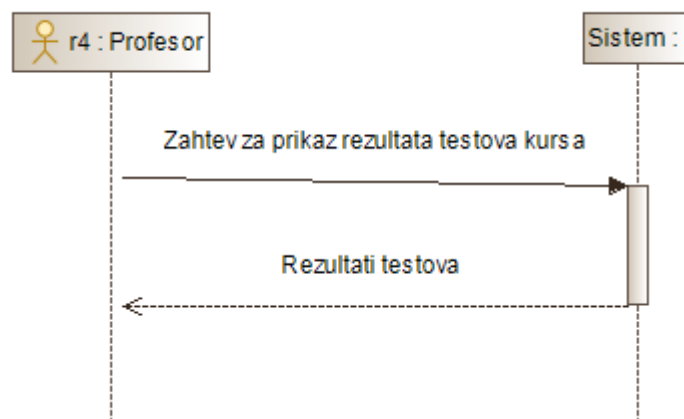 r4 : Profesor
Sistem :
Zahtev za prikaz rezultata testova kursa
Rezultati testova